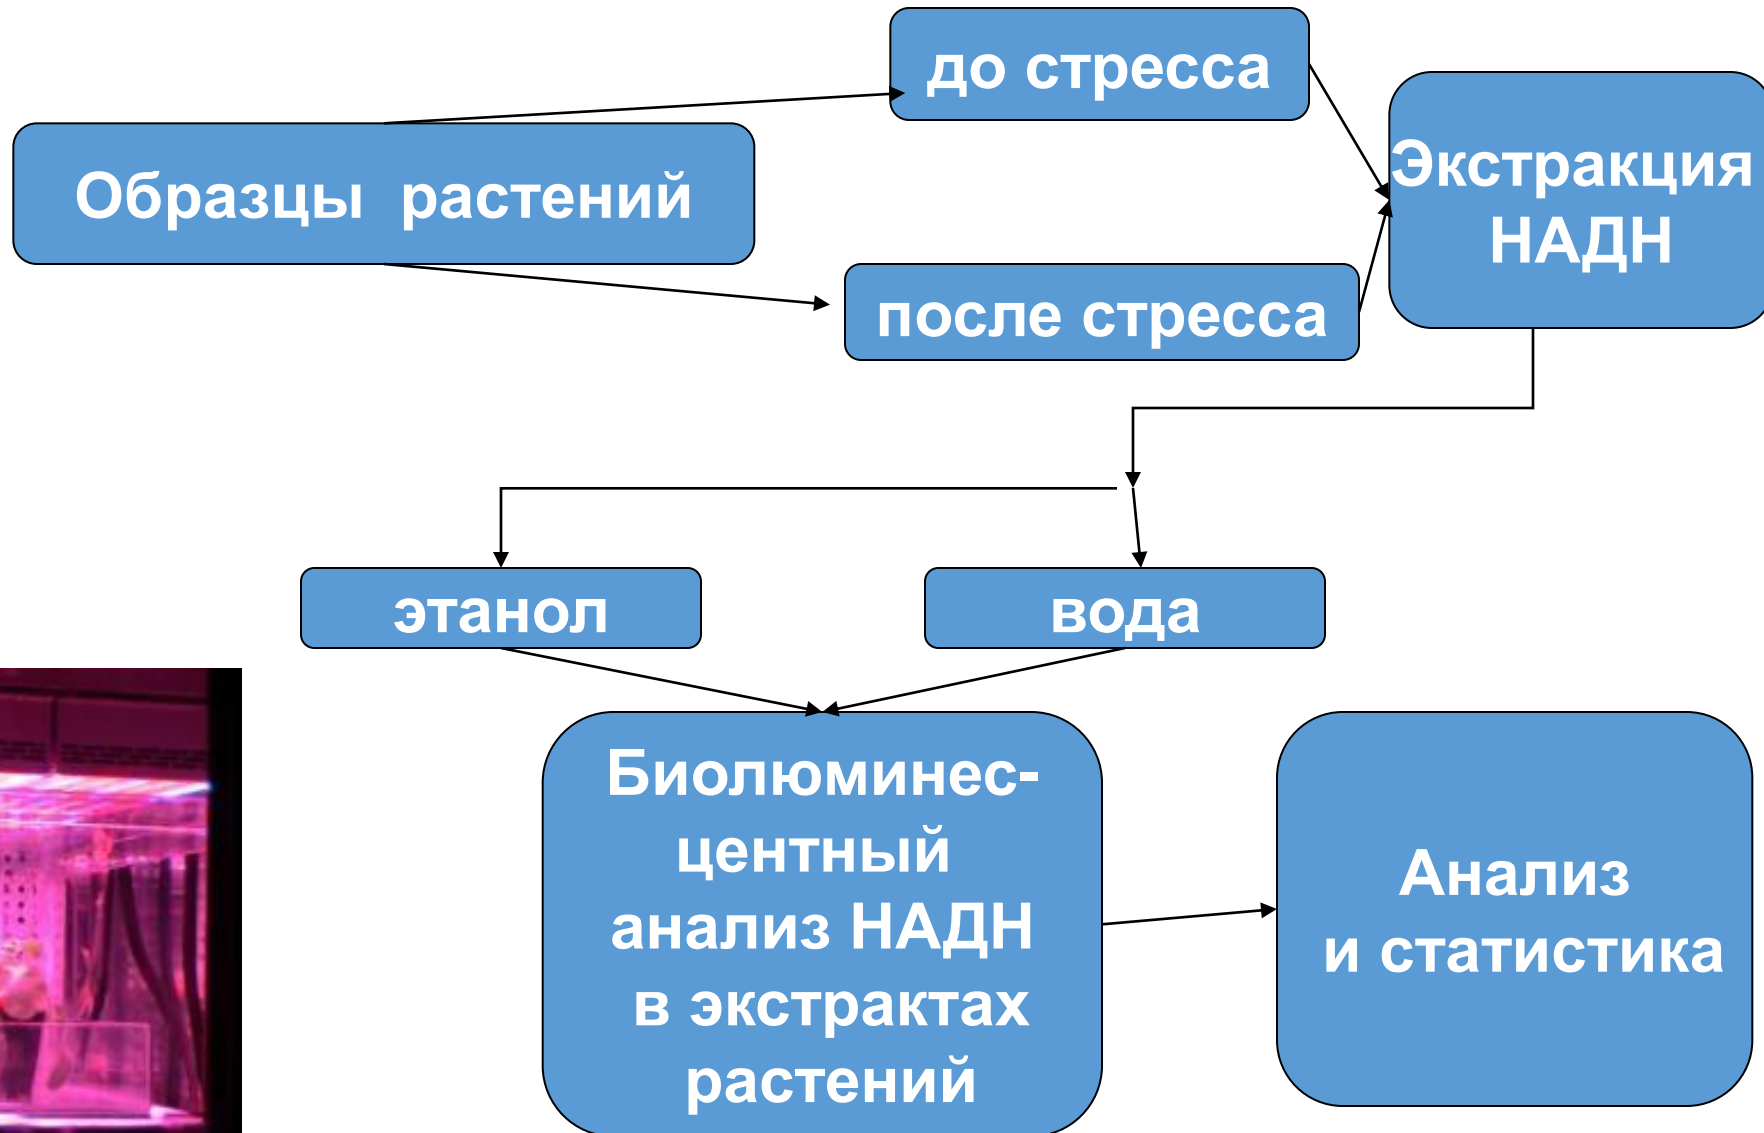 до стресса
Образцы растений
Экстракция
НАДН
после стресса
этанол
вода
Биолюминес-
центный
анализ НАДН
в экстрактах
растений
Анализ
и статистика